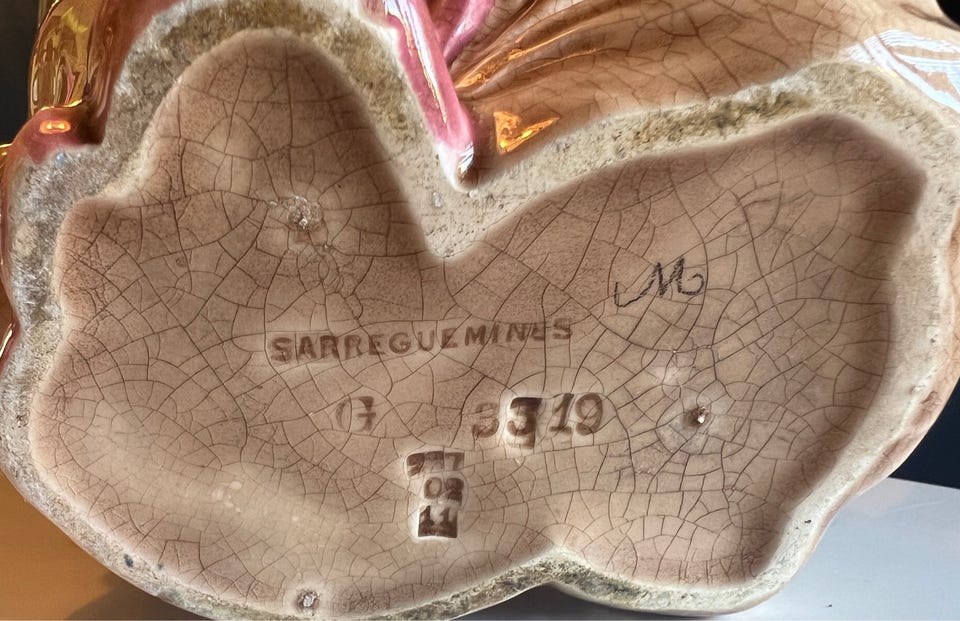 M
SARREGUEMINES
G 3319
02
11